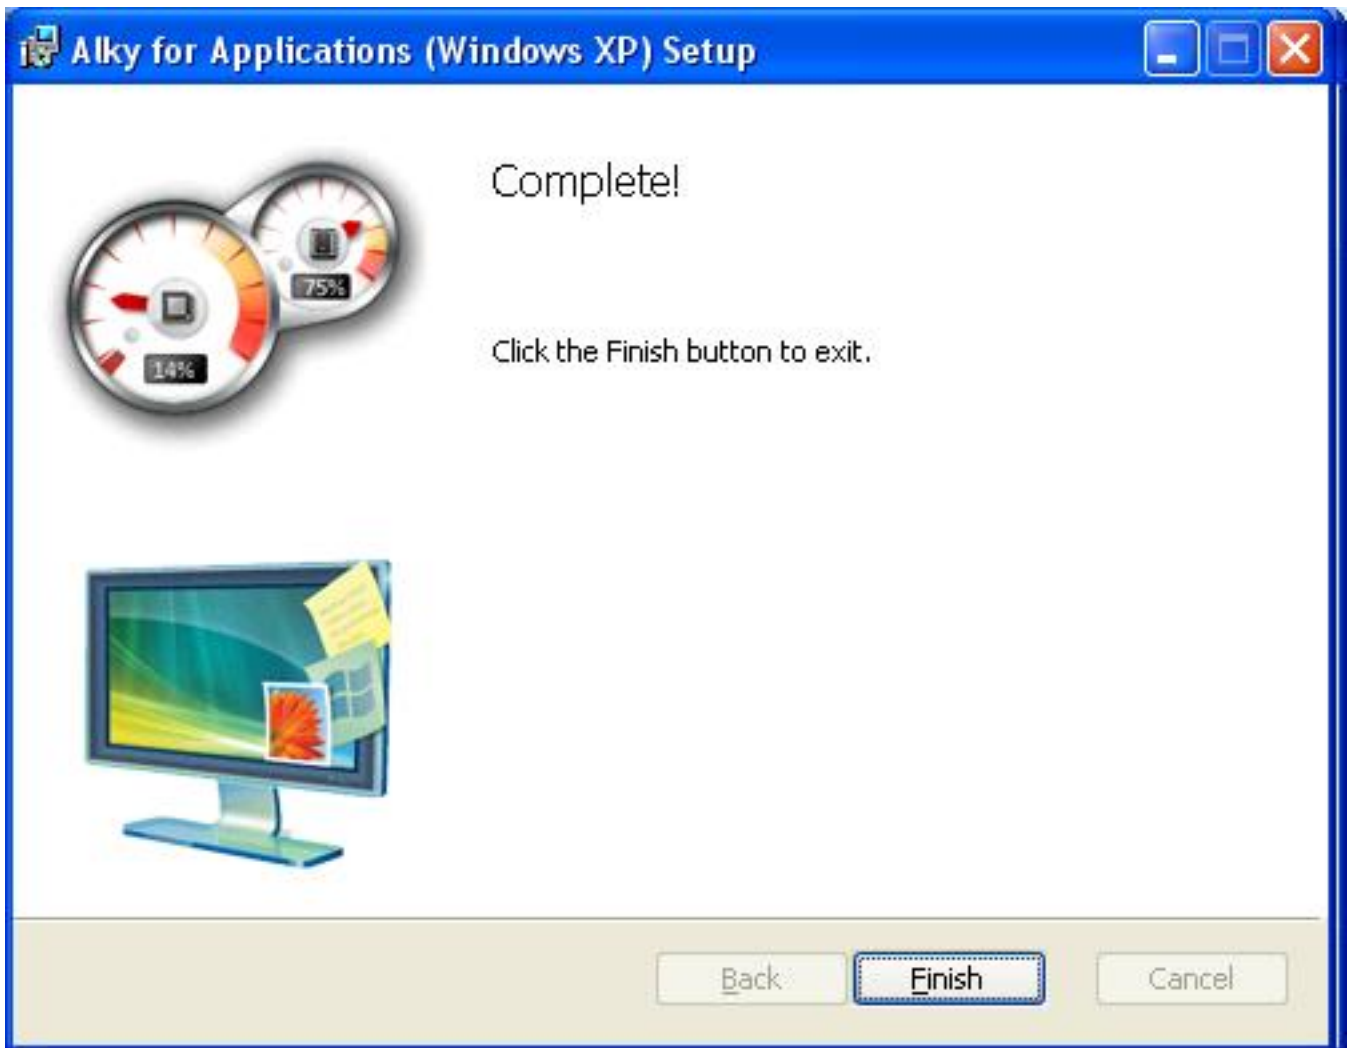 Alky for Applications (Windows XP) Setup
Complete!
75%
14%
Click the Finish button to exit.
Back
Finish
Cancel